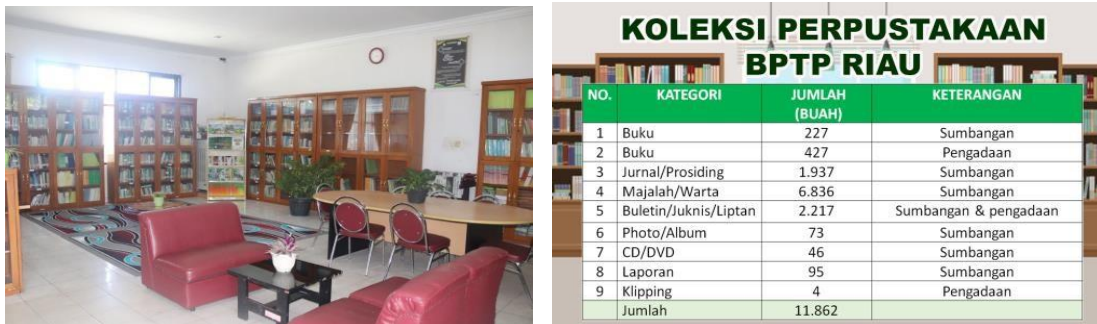 KOLEKSI PERPUSTAKAAN
BPTP RIAU
NO. KATEGORI JUMLAH (BUAH) KETERANGAN
1 Buku 227 Sumbangan
2 Buku 427 Pengadaan
3 Jurnal/Prosiding 1.937 Sumbangan
4 Majalah/Warta 6.836 Sumbangan
5 Buletin/Juknis/Liptan 2.217 Sumbangan & pengadaan
6 Photo/Album 73 Sumbangan
7 CD/DVD 46 Sumbangan
8 Laporan 95 Sumbangan
9 Klipping 4 Pengadaan
Jumlah 11.862